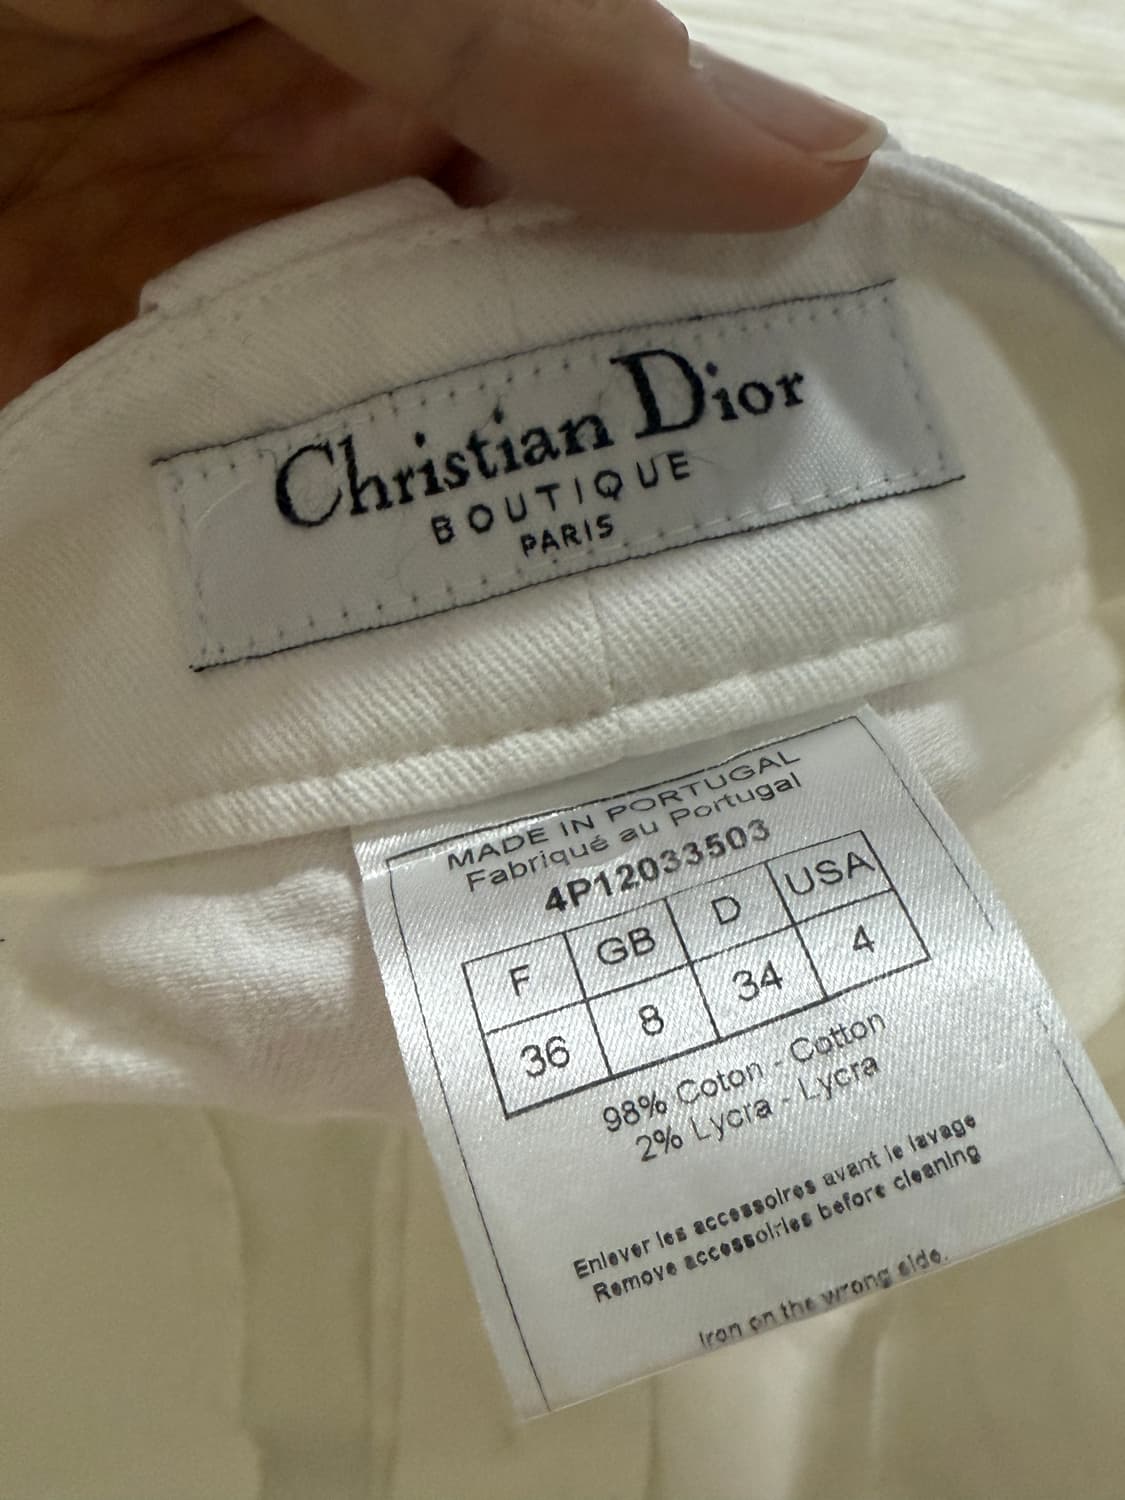 Christian Dior
BOUTIQUE
PARIS
MADE IN PORTUGAL
Fabriqué au Portugal
4P12033503
F GB D USA
36 8 34 4
98% Coton - Cotton
2% Lycra - Lycra
Enlever les accessoires avant le lavage
Remove accessoiries before cleaning
Iron on the wrong side.